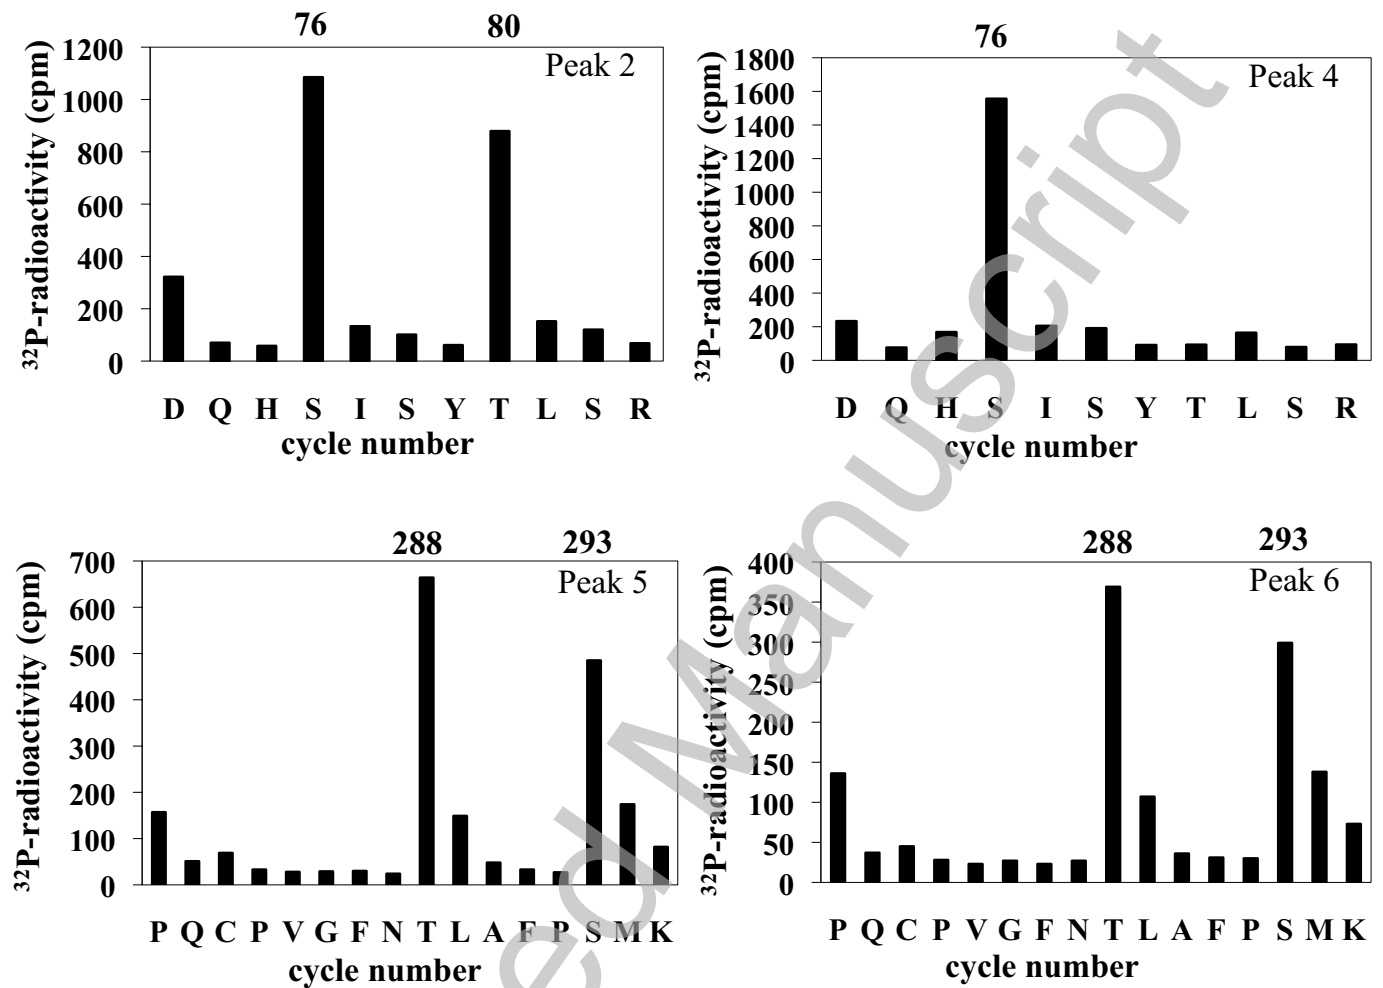 76 80
Peak 2
³²P-radioactivity (cpm)
1200
1000
800
600
400
200
0
D Q H S I S Y T L S R
cycle number
76
Peak 4
³²P-radioactivity (cpm)
1800
1600
1400
1200
1000
800
600
400
200
0
D Q H S I S Y T L S R
cycle number
288 293
Peak 5
³²P-radioactivity (cpm)
700
600
500
400
300
200
100
0
P Q C P V G F N T L A F P S M K
cycle number
288 293
Peak 6
³²P-radioactivity (cpm)
400
350
300
250
200
150
100
50
0
P Q C P V G F N T L A F P S M K
cycle number
ed Manuscript